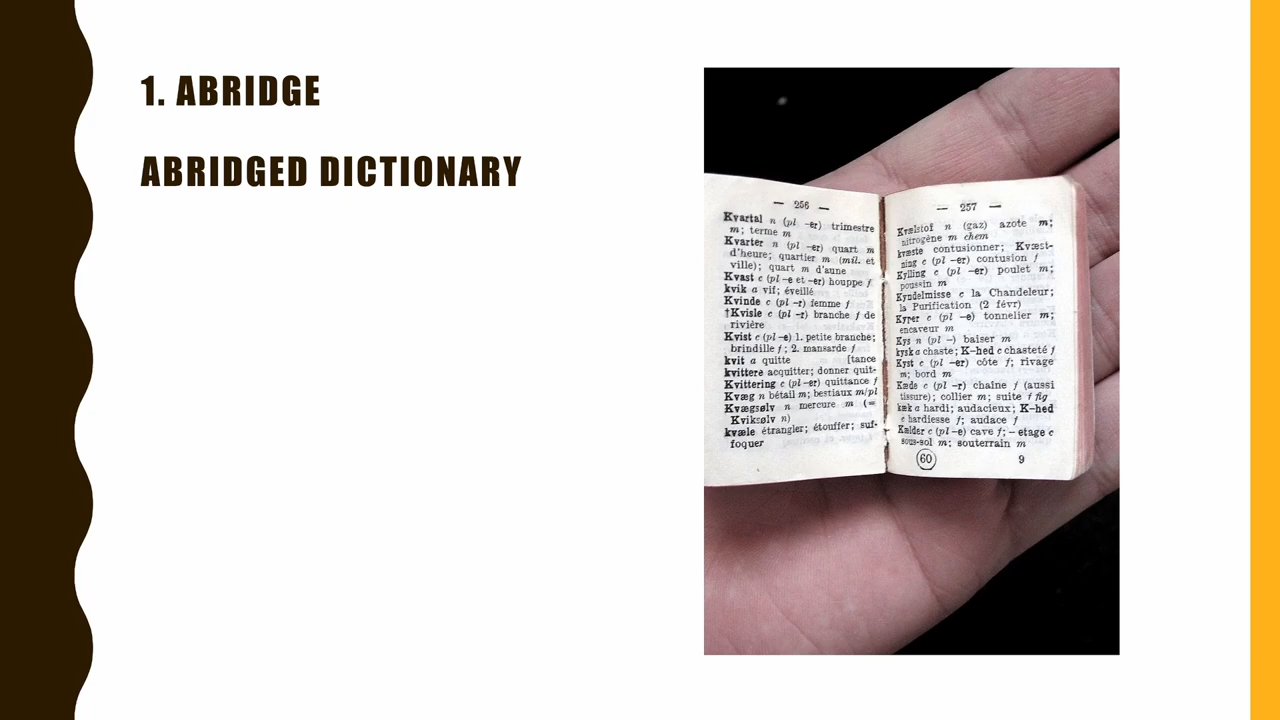 1. ABRIDGE
ABRIDGED DICTIONARY
— 256 —
Kvartal n (pl -er) trimestre
m; terme m
Kvarter n (pl -er) quart m
d'heure; quartier m (mil. et
ville); quart m d'aune
Kvast c (pl -e et -er) houppe f
kvik a vif; éveillé
Kvinde c (pl -r) femme f
†Kvisle c (pl -r) branche f de
rivière
Kvist c (pl -e) 1. petite branche;
brindille f; 2. mansarde f
kvit a quitte [tance
kvittere acquitter; donner quit-
Kvittering c (pl -er) quittance f
Kvæg n bétail m; bestiaux m/pl
Kvægsølv n mercure m (=
Kviksølv n)
kvæle étrangler; étouffer; suf-
foquer
— 257 —
Kvælstof n (gaz) azote m;
nitrogène m chem
kvæste contusionner; Kvæst-
ning c (pl -er) contusion f
Kylling c (pl -er) poulet m;
poussin m
Kyndelmisse c la Chandeleur;
la Purification (2 févr)
Kyper c (pl -e) tonnelier m;
encaveur m
Kys n (pl -) baiser m
kysk a chaste; K-hed c chasteté f
Kyst c (pl -er) côte f; rivage
m; bord m
Kæde c (pl -r) chaîne f (aussi
tissure); collier m; suite f fig
kæk a hardi; audacieux; K-hed
c hardiesse f; audace f
Kælder c (pl -e) cave f; - etage c
sous-sol m; souterrain m
60 9